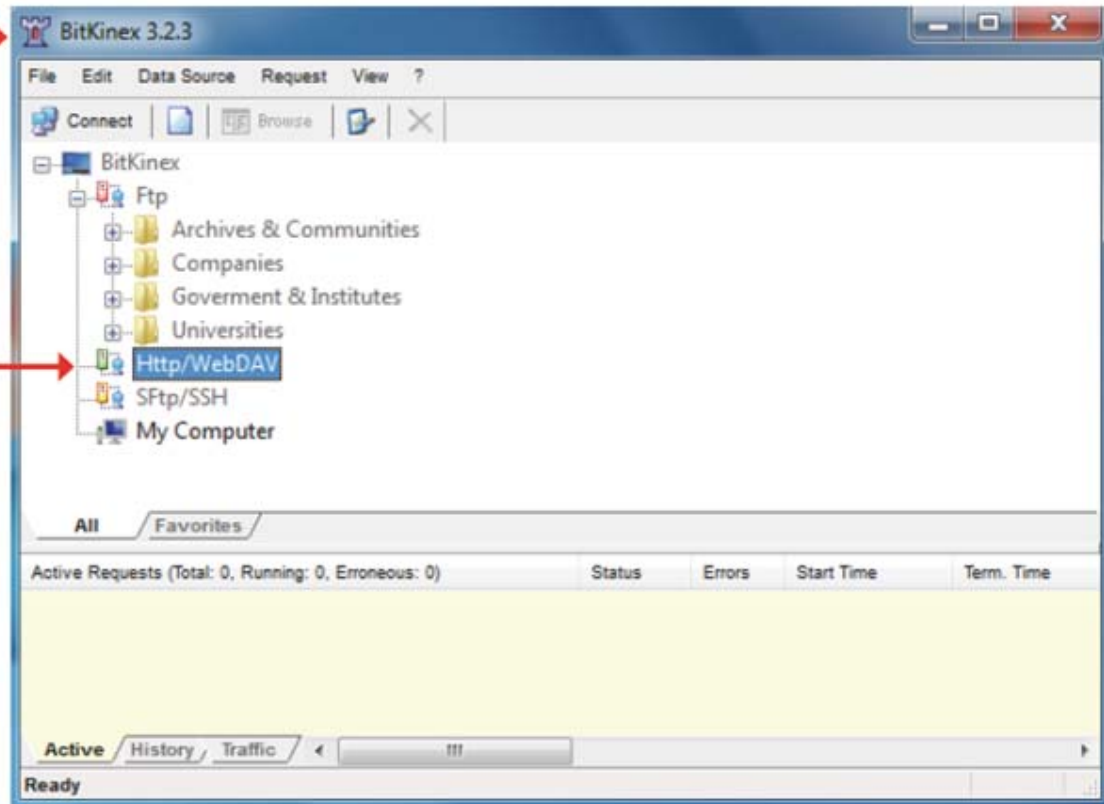 BitKinex 3.2.3
File Edit Data Source Request View ?
Connect Browse
BitKinex
Ftp
Archives & Communities
Companies
Goverment & Institutes
Universities
Http/WebDAV
SFtp/SSH
My Computer
All Favorites
Active Requests (Total: 0, Running: 0, Erroneous: 0) Status Errors Start Time Term. Time
Active History Traffic
Ready